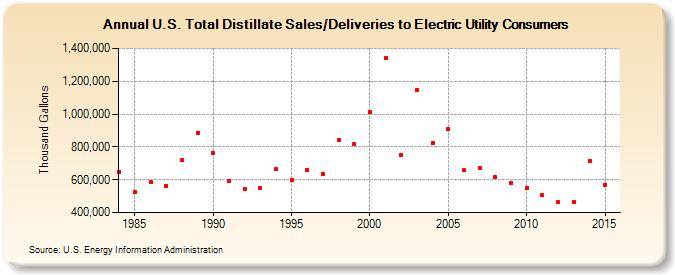 Annual U.S. Total Distillate Sales/Deliveries to Electric Utility Consumers
Thousand Gallons
1,400,000
1,200,000
1,000,000
800,000
600,000
400,000
1985 1990 1995 2000 2005 2010 2015
Source: U.S. Energy Information Administration